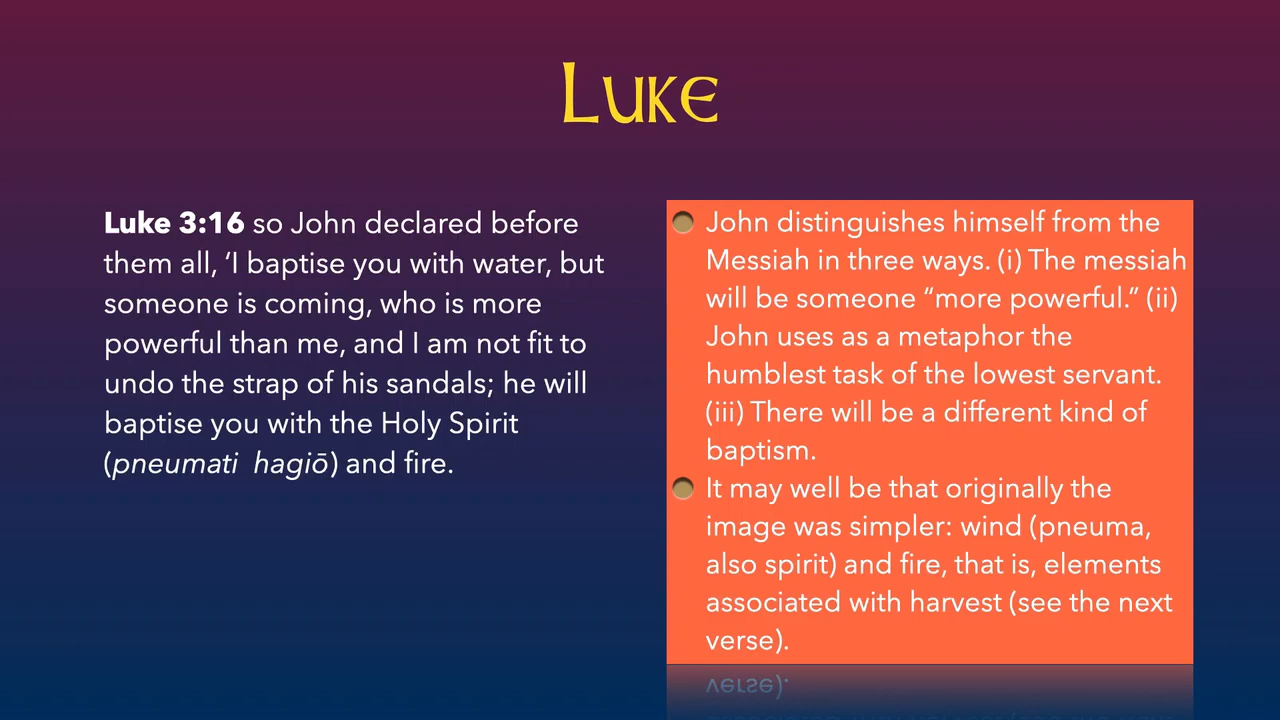 Luke
Luke 3:16 so John declared before
them all, ‘I baptise you with water, but
someone is coming, who is more
powerful than me, and I am not fit to
undo the strap of his sandals; he will
baptise you with the Holy Spirit
(pneumati hagiō) and fire.
John distinguishes himself from the
Messiah in three ways. (i) The messiah
will be someone “more powerful.” (ii)
John uses as a metaphor the
humblest task of the lowest servant.
(iii) There will be a different kind of
baptism.
It may well be that originally the
image was simpler: wind (pneuma,
also spirit) and fire, that is, elements
associated with harvest (see the next
verse).